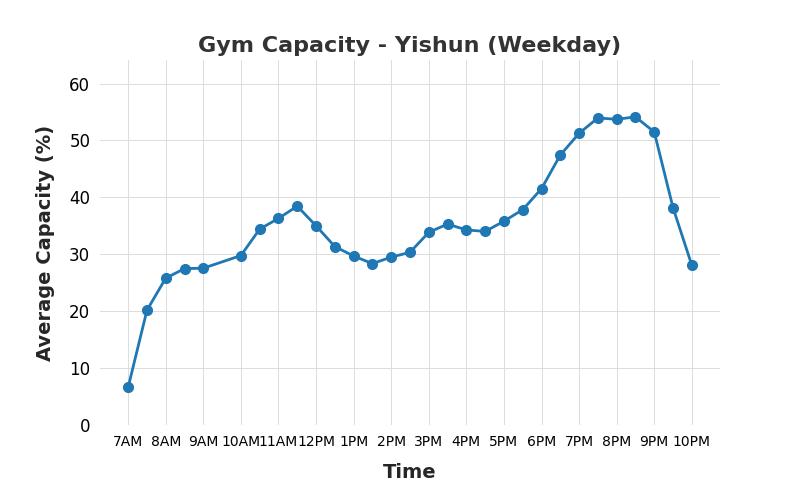 Gym Capacity - Yishun (Weekday)
Average Capacity (%)
60
50
40
30
20
10
0
7AM 8AM 9AM 10AM 11AM 12PM 1PM 2PM 3PM 4PM 5PM 6PM 7PM 8PM 9PM 10PM
Time